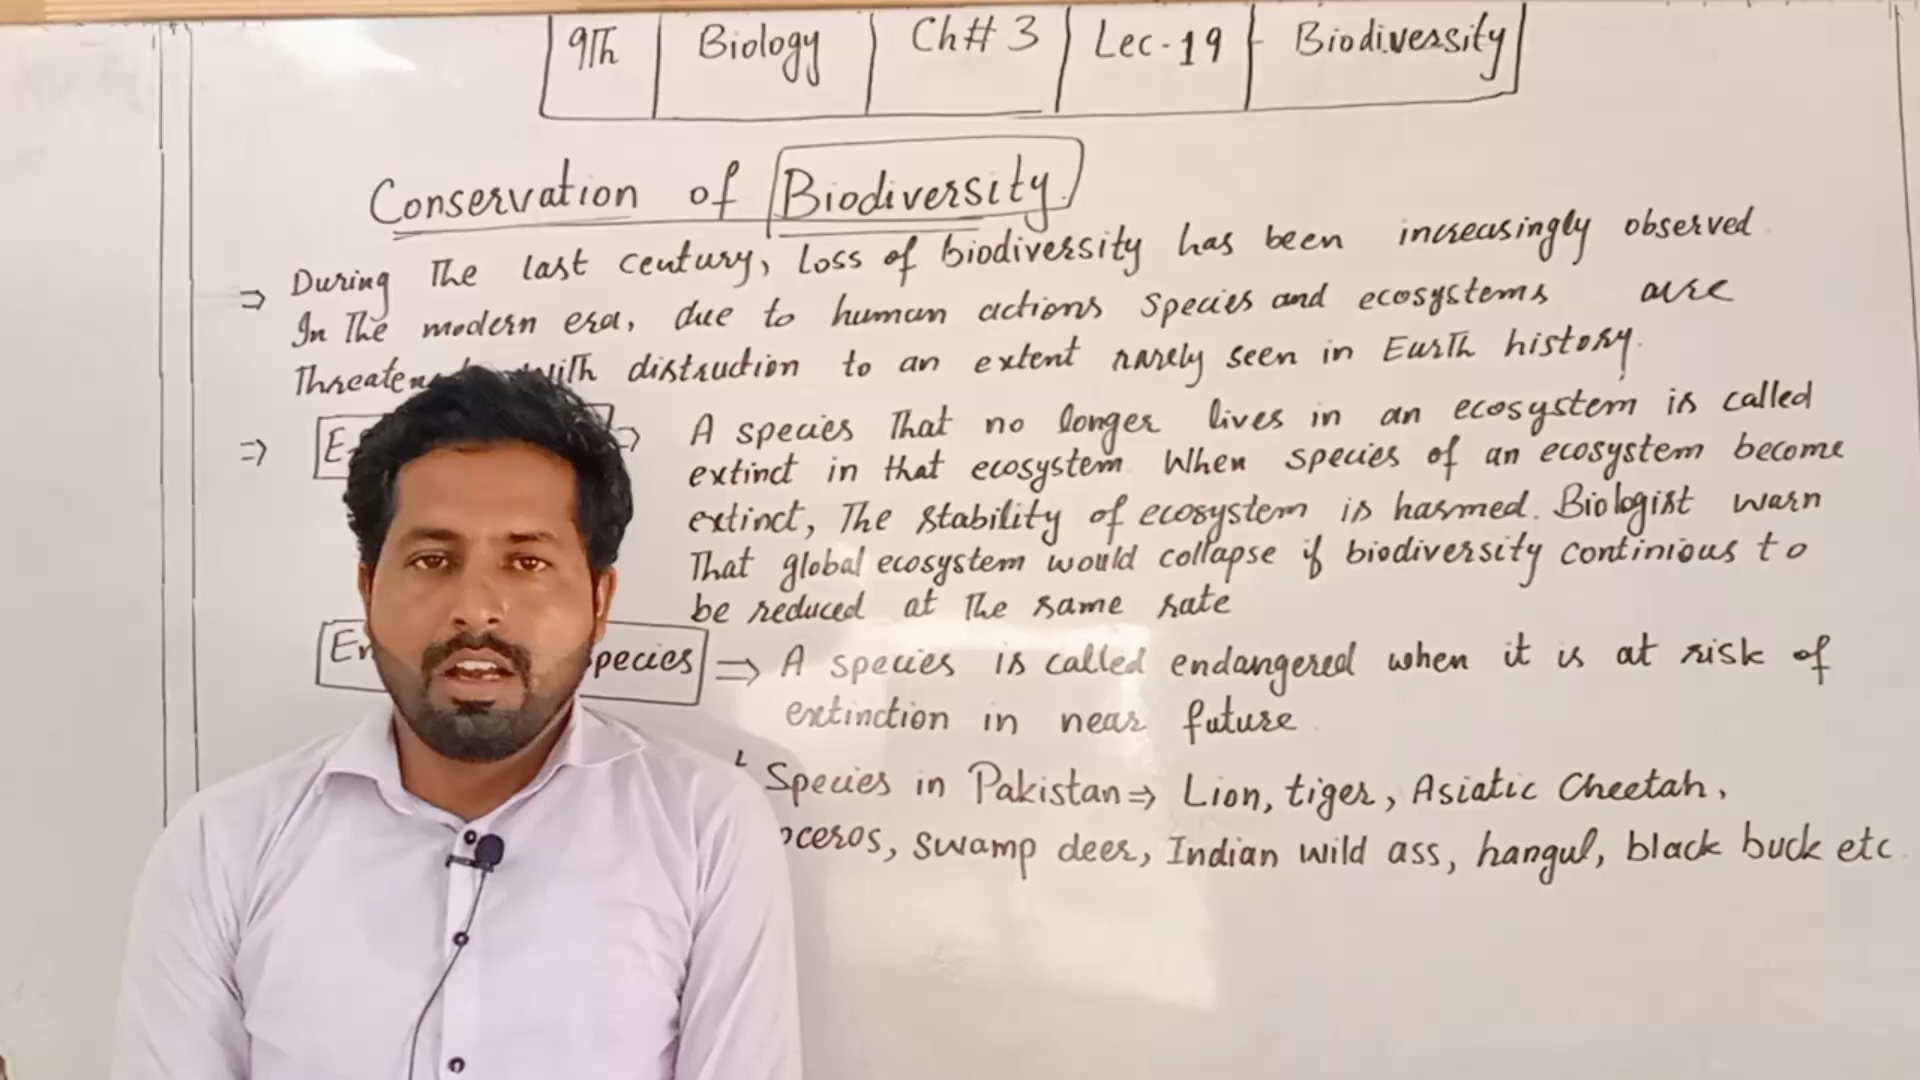 9Th Biology Ch# 3 Lec-19 Biodiversity
Conservation of Biodiversity.
⇒ During The last century, Loss of biodiversity has been increasingly observed
In The modern era, due to human actions species and ecosystems are
with distruction to an extent rarely seen in Earth history.
⇒ ⇒ A species That no longer lives in an ecosystem is called
extinct in that ecosystem. When species of an ecosystem become
extinct, The stability of ecosystem is harmed. Biologist warn
That global ecosystem would collapse if biodiversity continious to
be reduced at The same rate
species ⇒ A species is called endangered when it is at risk of
extinction in near future.
Species in Pakistan ⇒ Lion, tiger, Asiatic Cheetah,
swamp deer, Indian wild ass, hangul, black buck etc